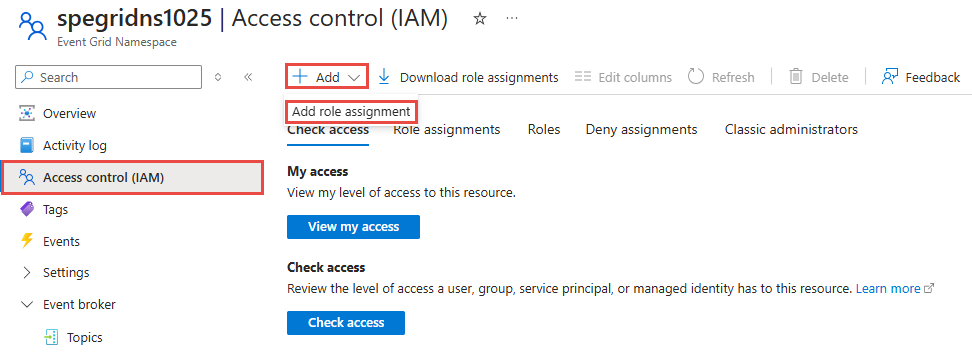 spegridns1025 | Access control (IAM) ☆ ···
Event Grid Namespace
Search
Add
Download role assignments
Edit columns
Refresh
Delete
Feedback
Add role assignment
Overview
Activity log
Access control (IAM)
Tags
Events
Settings
Event broker
Topics
Check access
Role assignments
Roles
Deny assignments
Classic administrators
My access
View my level of access to this resource.
View my access
Check access
Review the level of access a user, group, service principal, or managed identity has to this resource. Learn more
Check access